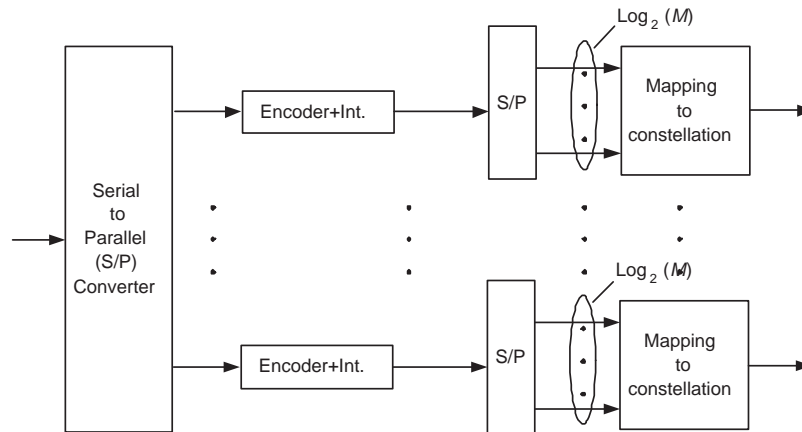 Log2 (M)
Serial
to
Parallel
(S/P)
Converter
Encoder+Int.
S/P
Mapping
to
constellation
Log2 (M)
Encoder+Int.
S/P
Mapping
to
constellation